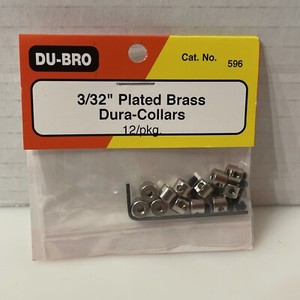 DU-BRO
Cat. No. 596
3/32" Plated Brass
Dura-Collars
12/pkg.